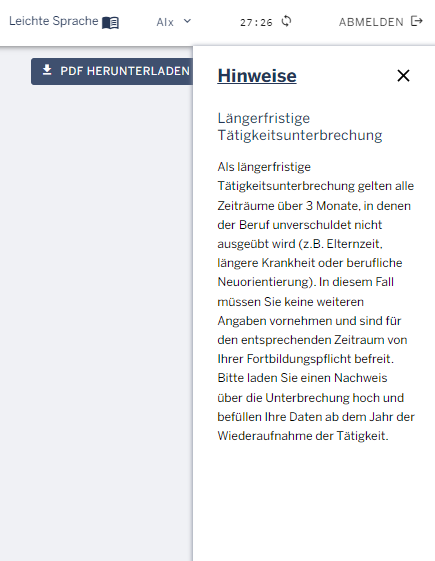 Leichte Sprache
Alx
27:26
ABMELDEN
PDF HERUNTERLADEN
Hinweise
Längerfristige
Tätigkeitsunterbrechung
Als längerfristige
Tätigkeitsunterbrechung gelten alle
Zeiträume über 3 Monate, in denen
der Beruf unverschuldet nicht
ausgeübt wird (z.B. Elternzeit,
längere Krankheit oder berufliche
Neuorientierung). In diesem Fall
müssen Sie keine weiteren
Angaben vornehmen und sind für
den entsprechenden Zeitraum von
Ihrer Fortbildungspflicht befreit.
Bitte laden Sie einen Nachweis
über die Unterbrechung hoch und
befüllen Ihre Daten ab dem Jahr der
Wiederaufnahme der Tätigkeit.